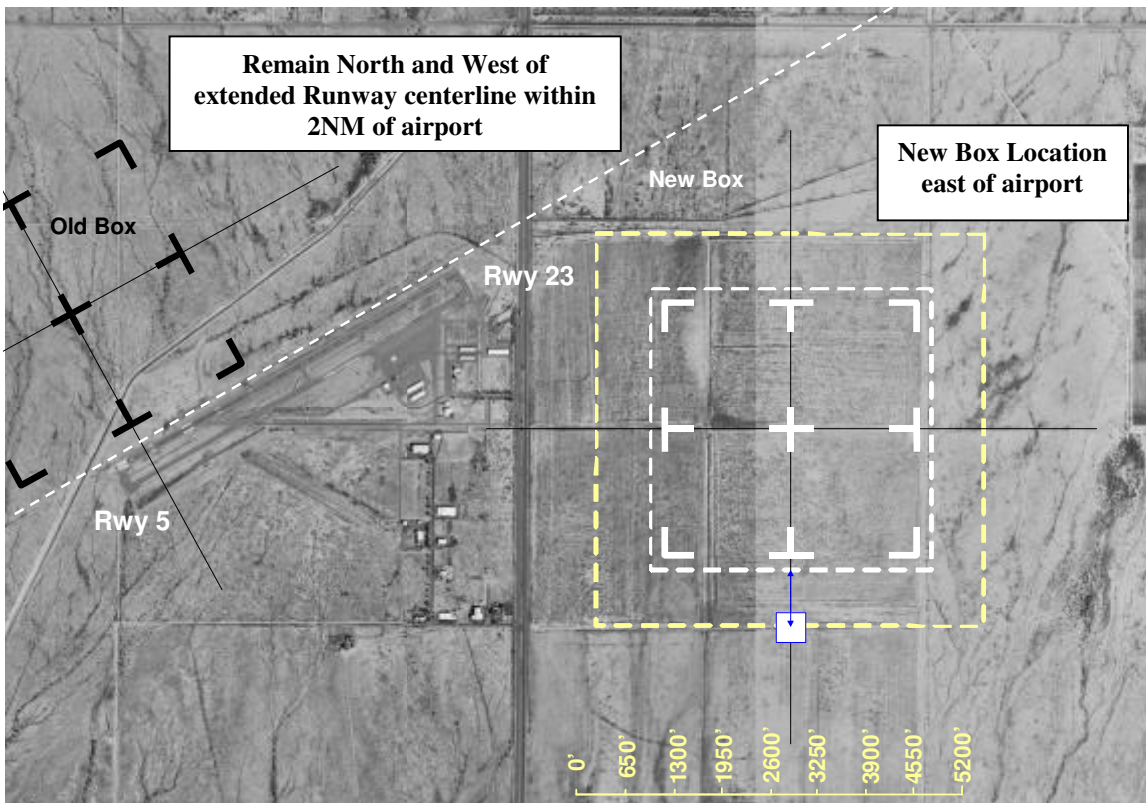 Remain North and West of
extended Runway centerline within
2NM of airport
New Box Location
east of airport
New Box
Old Box
Rwy 23
Rwy 5
0'
650'
1300'
1950'
2600'
3250'
3900'
4550'
5200'